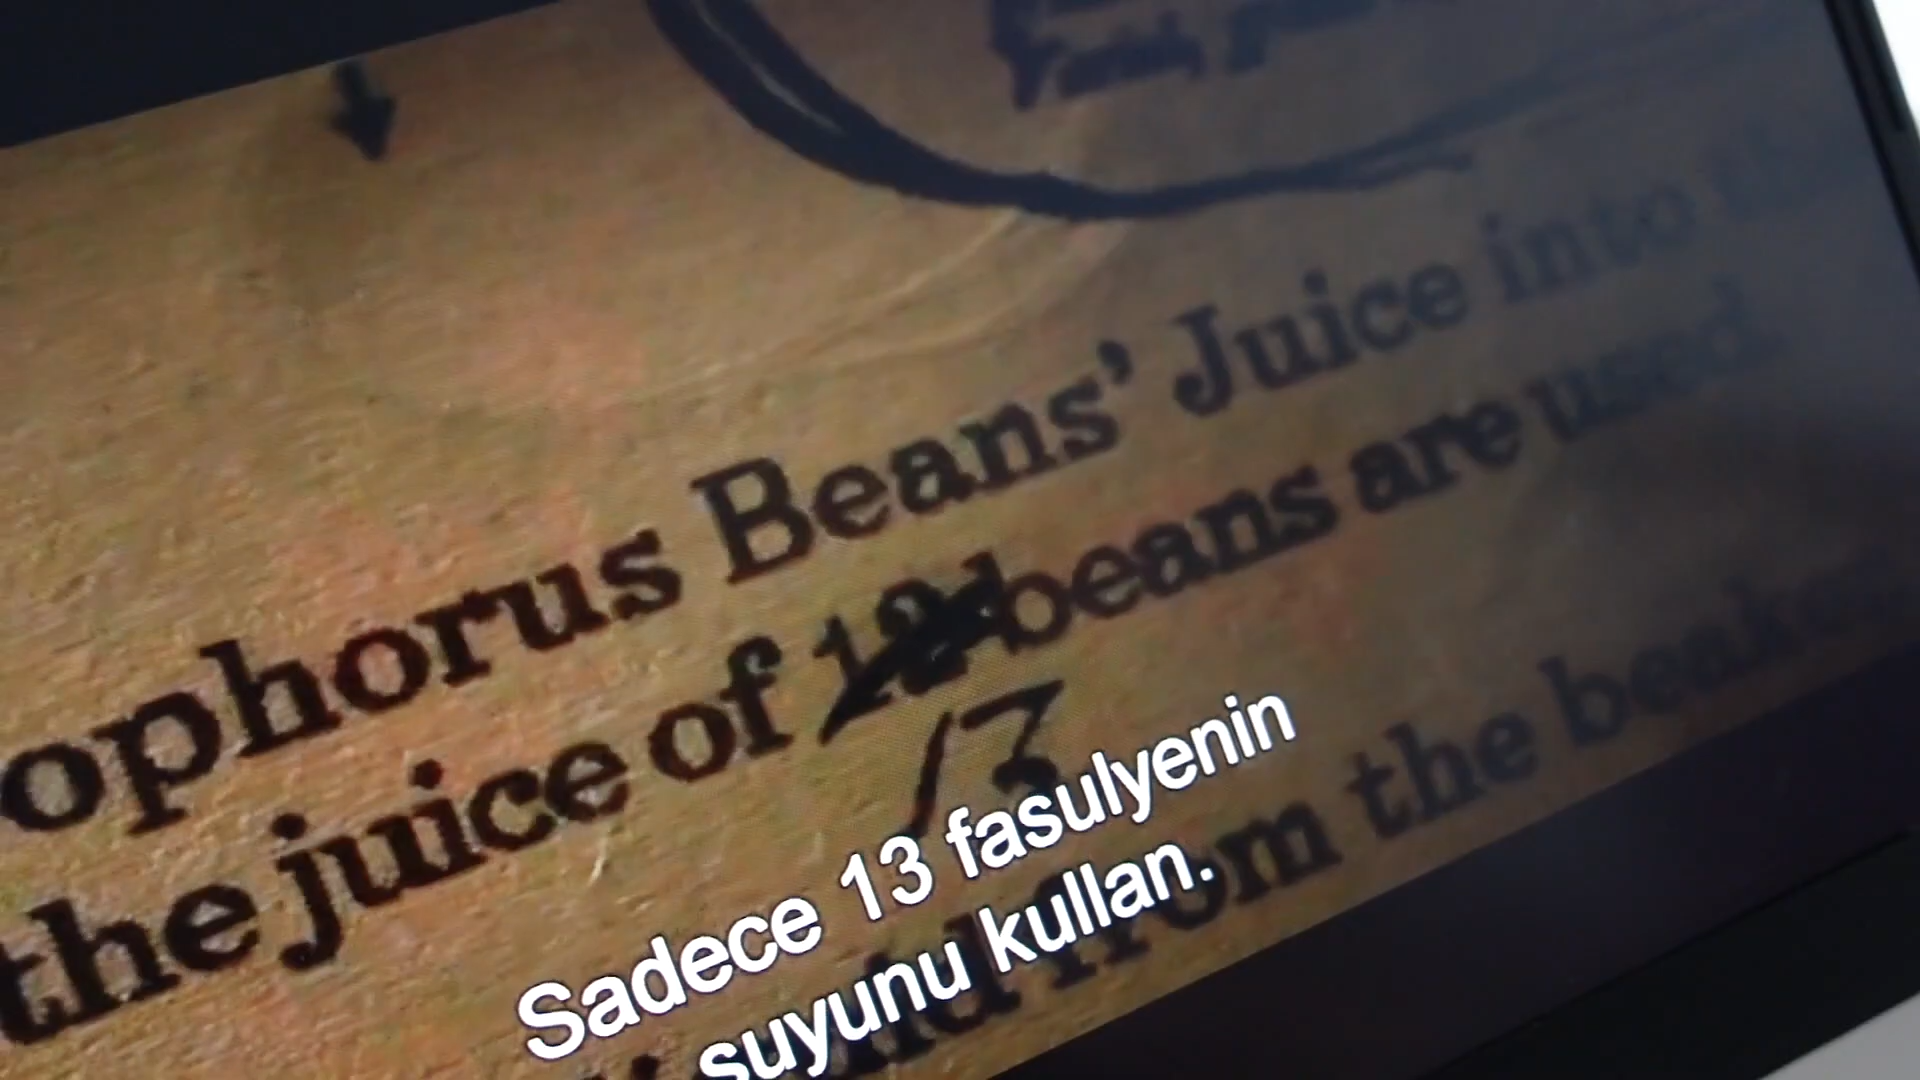 ophorus Beans' Juice into
the juice of 12 beans are used
13
from the beaker
Sadece 13 fasulyenin
suyunu kullan.